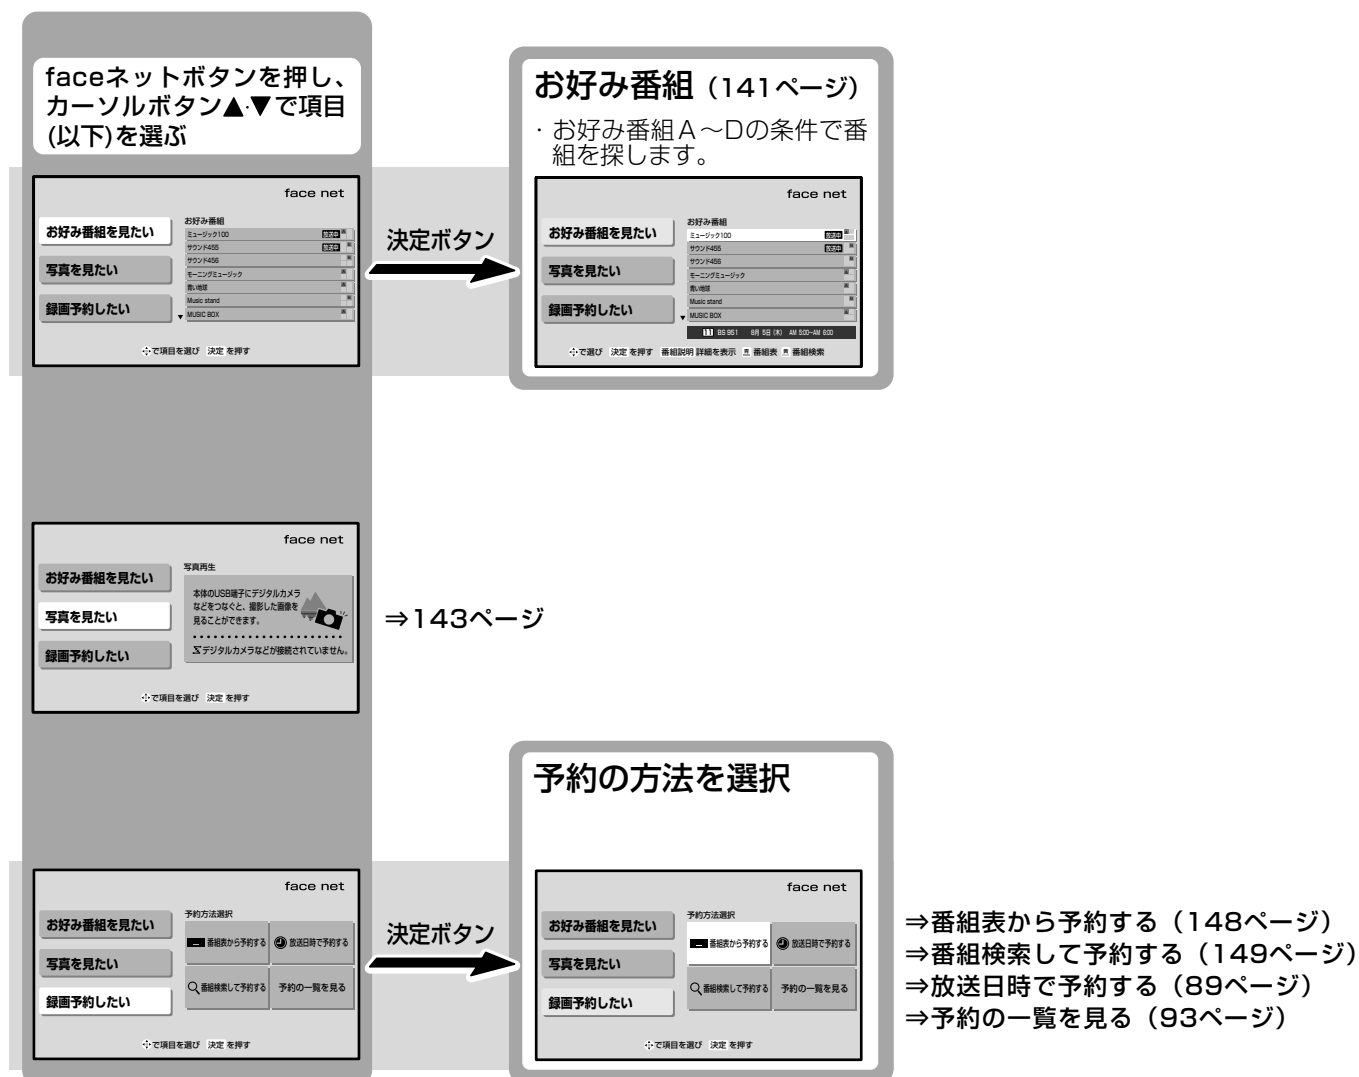 faceネットボタンを押し、
カーソルボタン▲·▼で項目
(以下)を選ぶ
face net
お好み番組を見たい
写真を見たい
録画予約したい
お好み番組
ミュージック100 放送中
サウンド455 放送中
サウンド456
モーニングミュージック
青い地球
Music stand
MUSIC BOX
で項目を選び 決定 を押す
決定ボタン
お好み番組（141ページ）
・お好み番組A～Dの条件で番
組を探します。
face net
お好み番組を見たい
写真を見たい
録画予約したい
お好み番組
ミュージック100 放送中
サウンド455 放送中
サウンド456
モーニングミュージック
青い地球
Music stand
MUSIC BOX
11 BS 951 8月 5日 (木) AM 5:00~AM 6:00
で選び 決定 を押す 番組説明 詳細を表示 番組表 番組検索
face net
お好み番組を見たい
写真を見たい
録画予約したい
写真再生
本体のUSB端子にデジタルカメラ
などをつなぐと、撮影した画像を
見ることができます。
デジタルカメラなどが接続されていません。
で項目を選び 決定 を押す
⇒143ページ
face net
お好み番組を見たい
写真を見たい
録画予約したい
予約方法選択
番組表から予約する
放送日時で予約する
番組検索して予約する
予約の一覧を見る
で項目を選び 決定 を押す
決定ボタン
予約の方法を選択
face net
お好み番組を見たい
写真を見たい
録画予約したい
予約方法選択
番組表から予約する
放送日時で予約する
番組検索して予約する
予約の一覧を見る
で項目を選び 決定 を押す
⇒番組表から予約する（148ページ）
⇒番組検索して予約する（149ページ）
⇒放送日時で予約する（89ページ）
⇒予約の一覧を見る（93ページ）